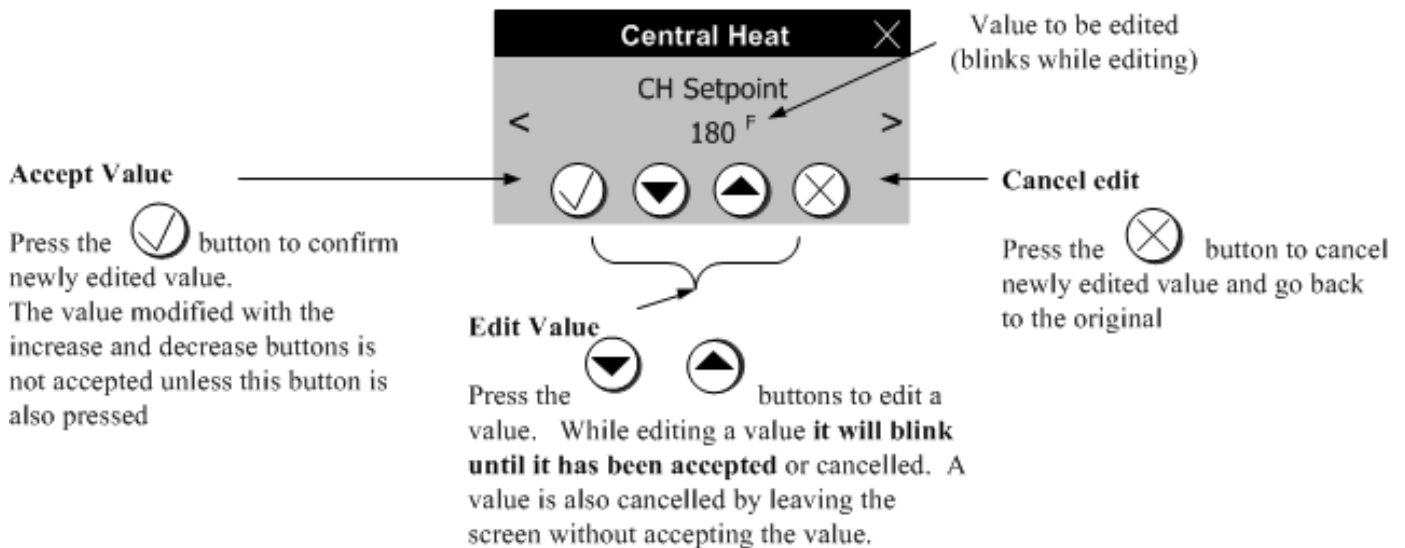 Central Heat
CH Setpoint
<
180 F
>
Value to be edited
(blinks while editing)
Accept Value
Press the button to confirm
newly edited value.
The value modified with the
increase and decrease buttons is
not accepted unless this button is
also pressed
Edit Value
Press the buttons to edit a
value. While editing a value it will blink
until it has been accepted or cancelled. A
value is also cancelled by leaving the
screen without accepting the value.
Cancel edit
Press the button to cancel
newly edited value and go back
to the original